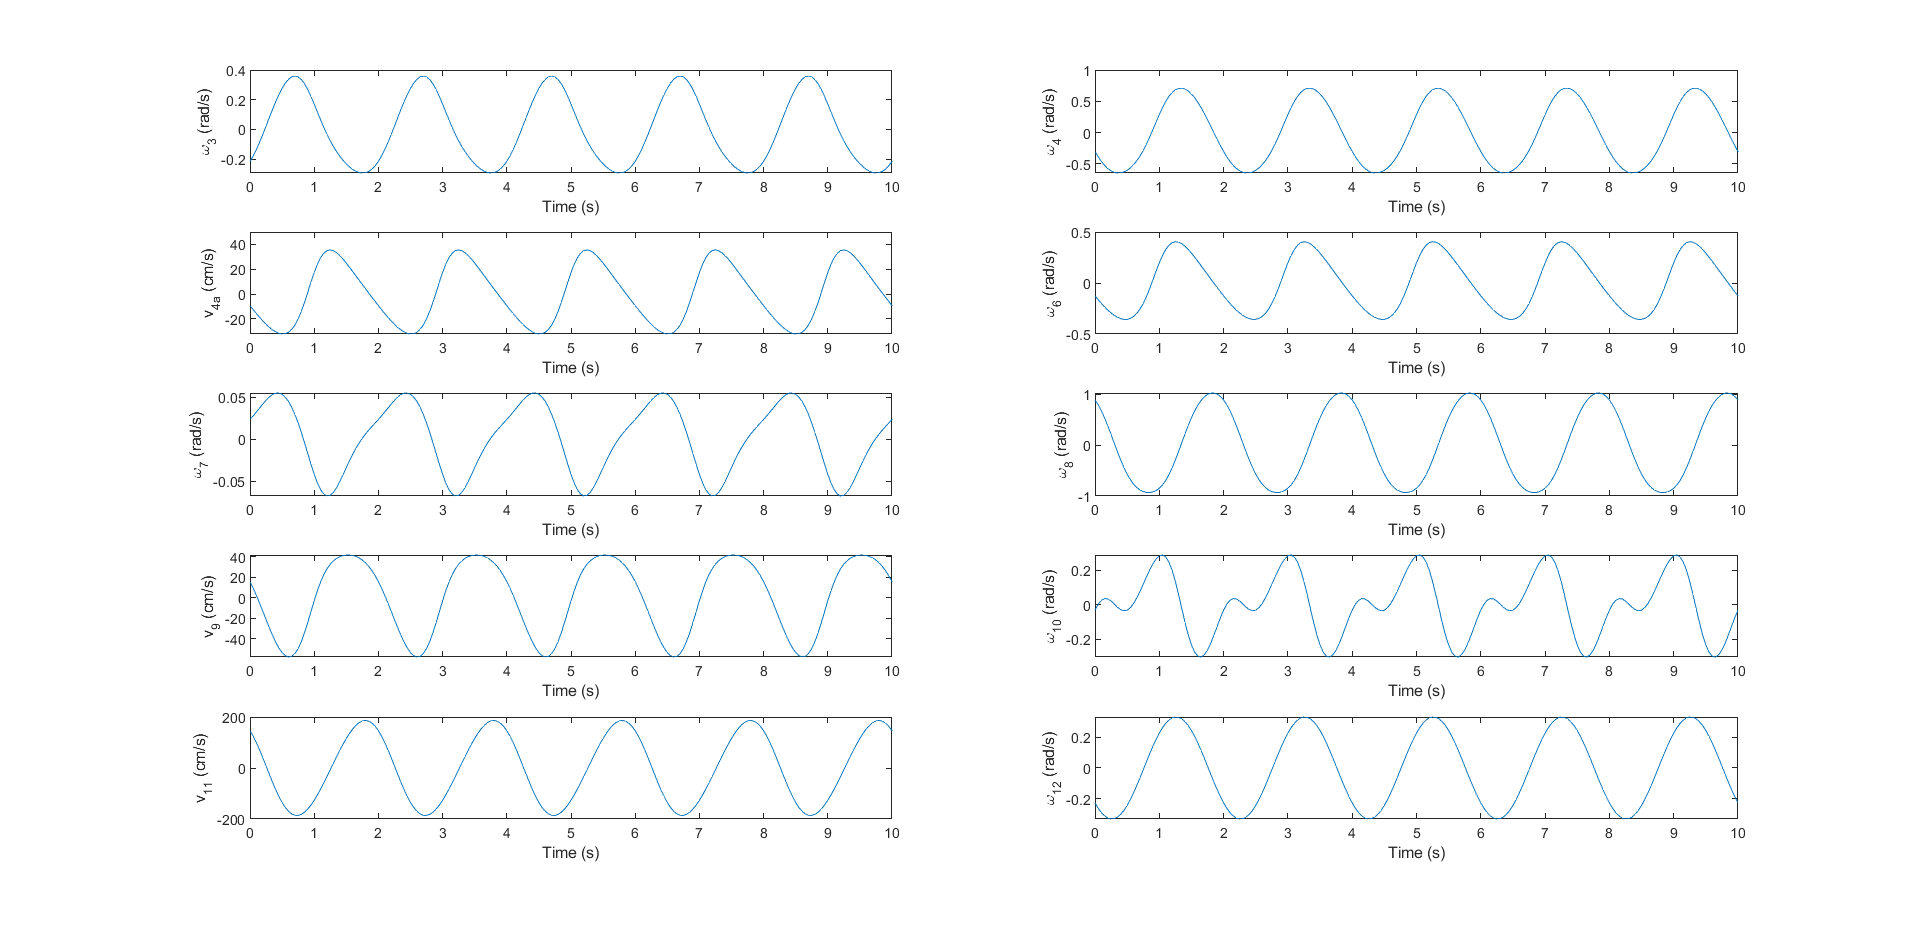 0.4
0.2
0
-0.2
ω3 (rad/s)
0 1 2 3 4 5 6 7 8 9 10
Time (s)
1
0.5
0
-0.5
ω4 (rad/s)
0 1 2 3 4 5 6 7 8 9 10
Time (s)
40
20
0
-20
v4a (cm/s)
0 1 2 3 4 5 6 7 8 9 10
Time (s)
0.5
0
-0.5
ω6 (rad/s)
0 1 2 3 4 5 6 7 8 9 10
Time (s)
0.05
0
-0.05
ω7 (rad/s)
0 1 2 3 4 5 6 7 8 9 10
Time (s)
1
0
-1
ω8 (rad/s)
0 1 2 3 4 5 6 7 8 9 10
Time (s)
40
20
0
-20
-40
v9 (cm/s)
0 1 2 3 4 5 6 7 8 9 10
Time (s)
0.2
0
-0.2
ω10 (rad/s)
0 1 2 3 4 5 6 7 8 9 10
Time (s)
200
0
-200
v11 (cm/s)
0 1 2 3 4 5 6 7 8 9 10
Time (s)
0.2
0
-0.2
ω12 (rad/s)
0 1 2 3 4 5 6 7 8 9 10
Time (s)